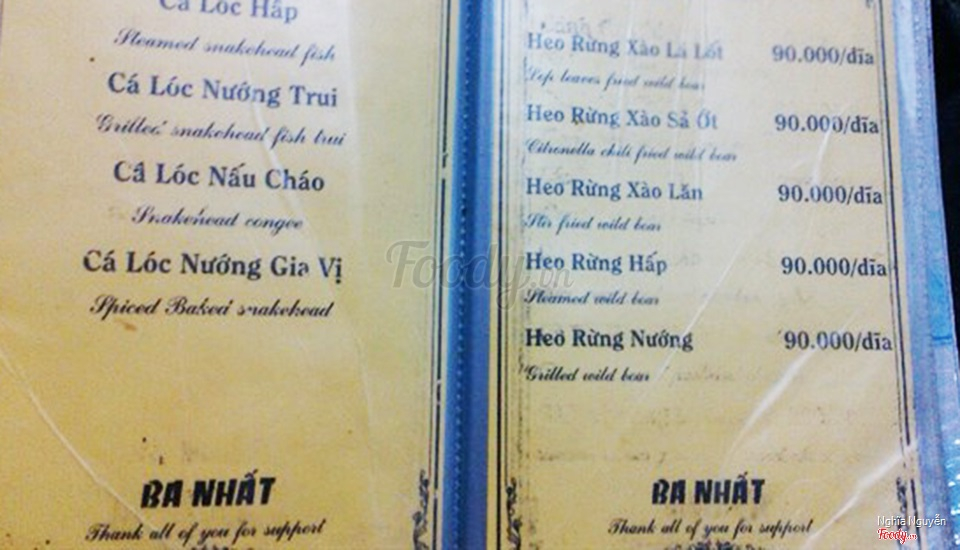 Cá Lóc Hấp
Steamed snakehead fish
Cá Lóc Nướng Trui
Grilled snakehead fish trui
Cá Lóc Nấu Cháo
Snakehead congee
Cá Lóc Nướng Gia Vị
Spiced Baked snakehead
BA NHẤT
Thank all of you for support
Heo Rừng Xào Lá Lốt 90.000/dĩa
Lop leaves fried wild boar
Heo Rừng Xào Sả Ớt 90.000/dĩa
Citronella chili fried wild boar
Heo Rừng Xào Lăn 90.000/dĩa
Stir fried wild boar
Heo Rừng Hấp 90.000/dĩa
Steamed wild boar
Heo Rừng Nướng 90.000/dĩa
Grilled wild boar
BA NHẤT
Thank all of you for support
Foody.vn
Nghĩa Nguyễn
Foody.vn